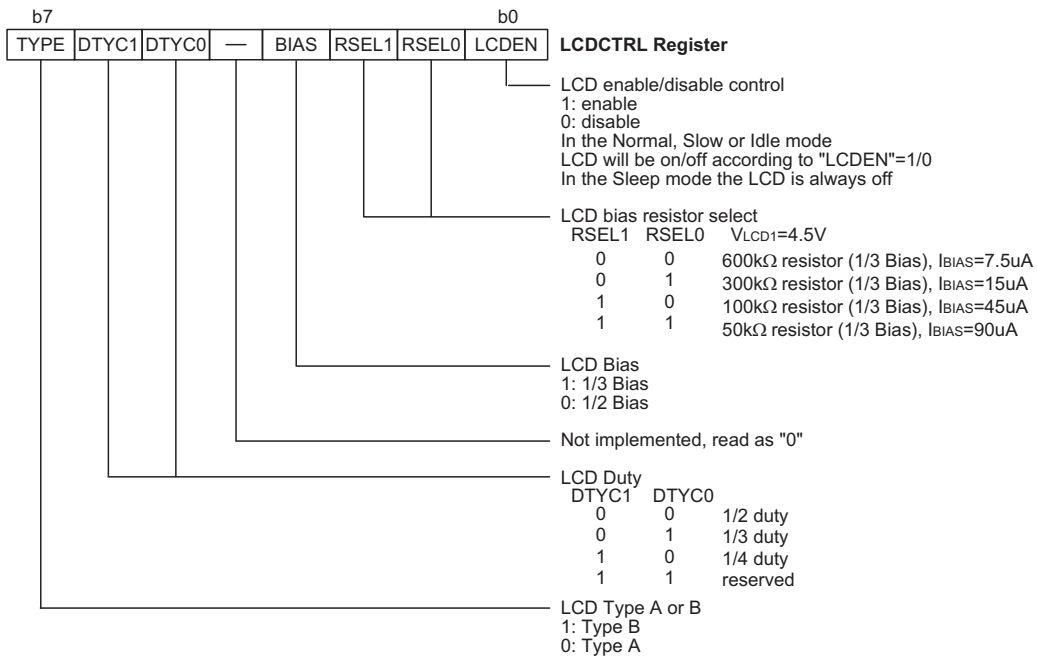 b7 b0
TYPE DTYC1 DTYC0 — BIAS RSEL1 RSEL0 LCDEN LCDCTRL Register
LCD enable/disable control
1: enable
0: disable
In the Normal, Slow or Idle mode
LCD will be on/off according to "LCDEN"=1/0
In the Sleep mode the LCD is always off
LCD bias resistor select
RSEL1 RSEL0 VLCD1=4.5V
0 0 600kΩ resistor (1/3 Bias), IBIAS=7.5uA
0 1 300kΩ resistor (1/3 Bias), IBIAS=15uA
1 0 100kΩ resistor (1/3 Bias), IBIAS=45uA
1 1 50kΩ resistor (1/3 Bias), IBIAS=90uA
LCD Bias
1: 1/3 Bias
0: 1/2 Bias
Not implemented, read as "0"
LCD Duty
DTYC1 DTYC0
0 0 1/2 duty
0 1 1/3 duty
1 0 1/4 duty
1 1 reserved
LCD Type A or B
1: Type B
0: Type A